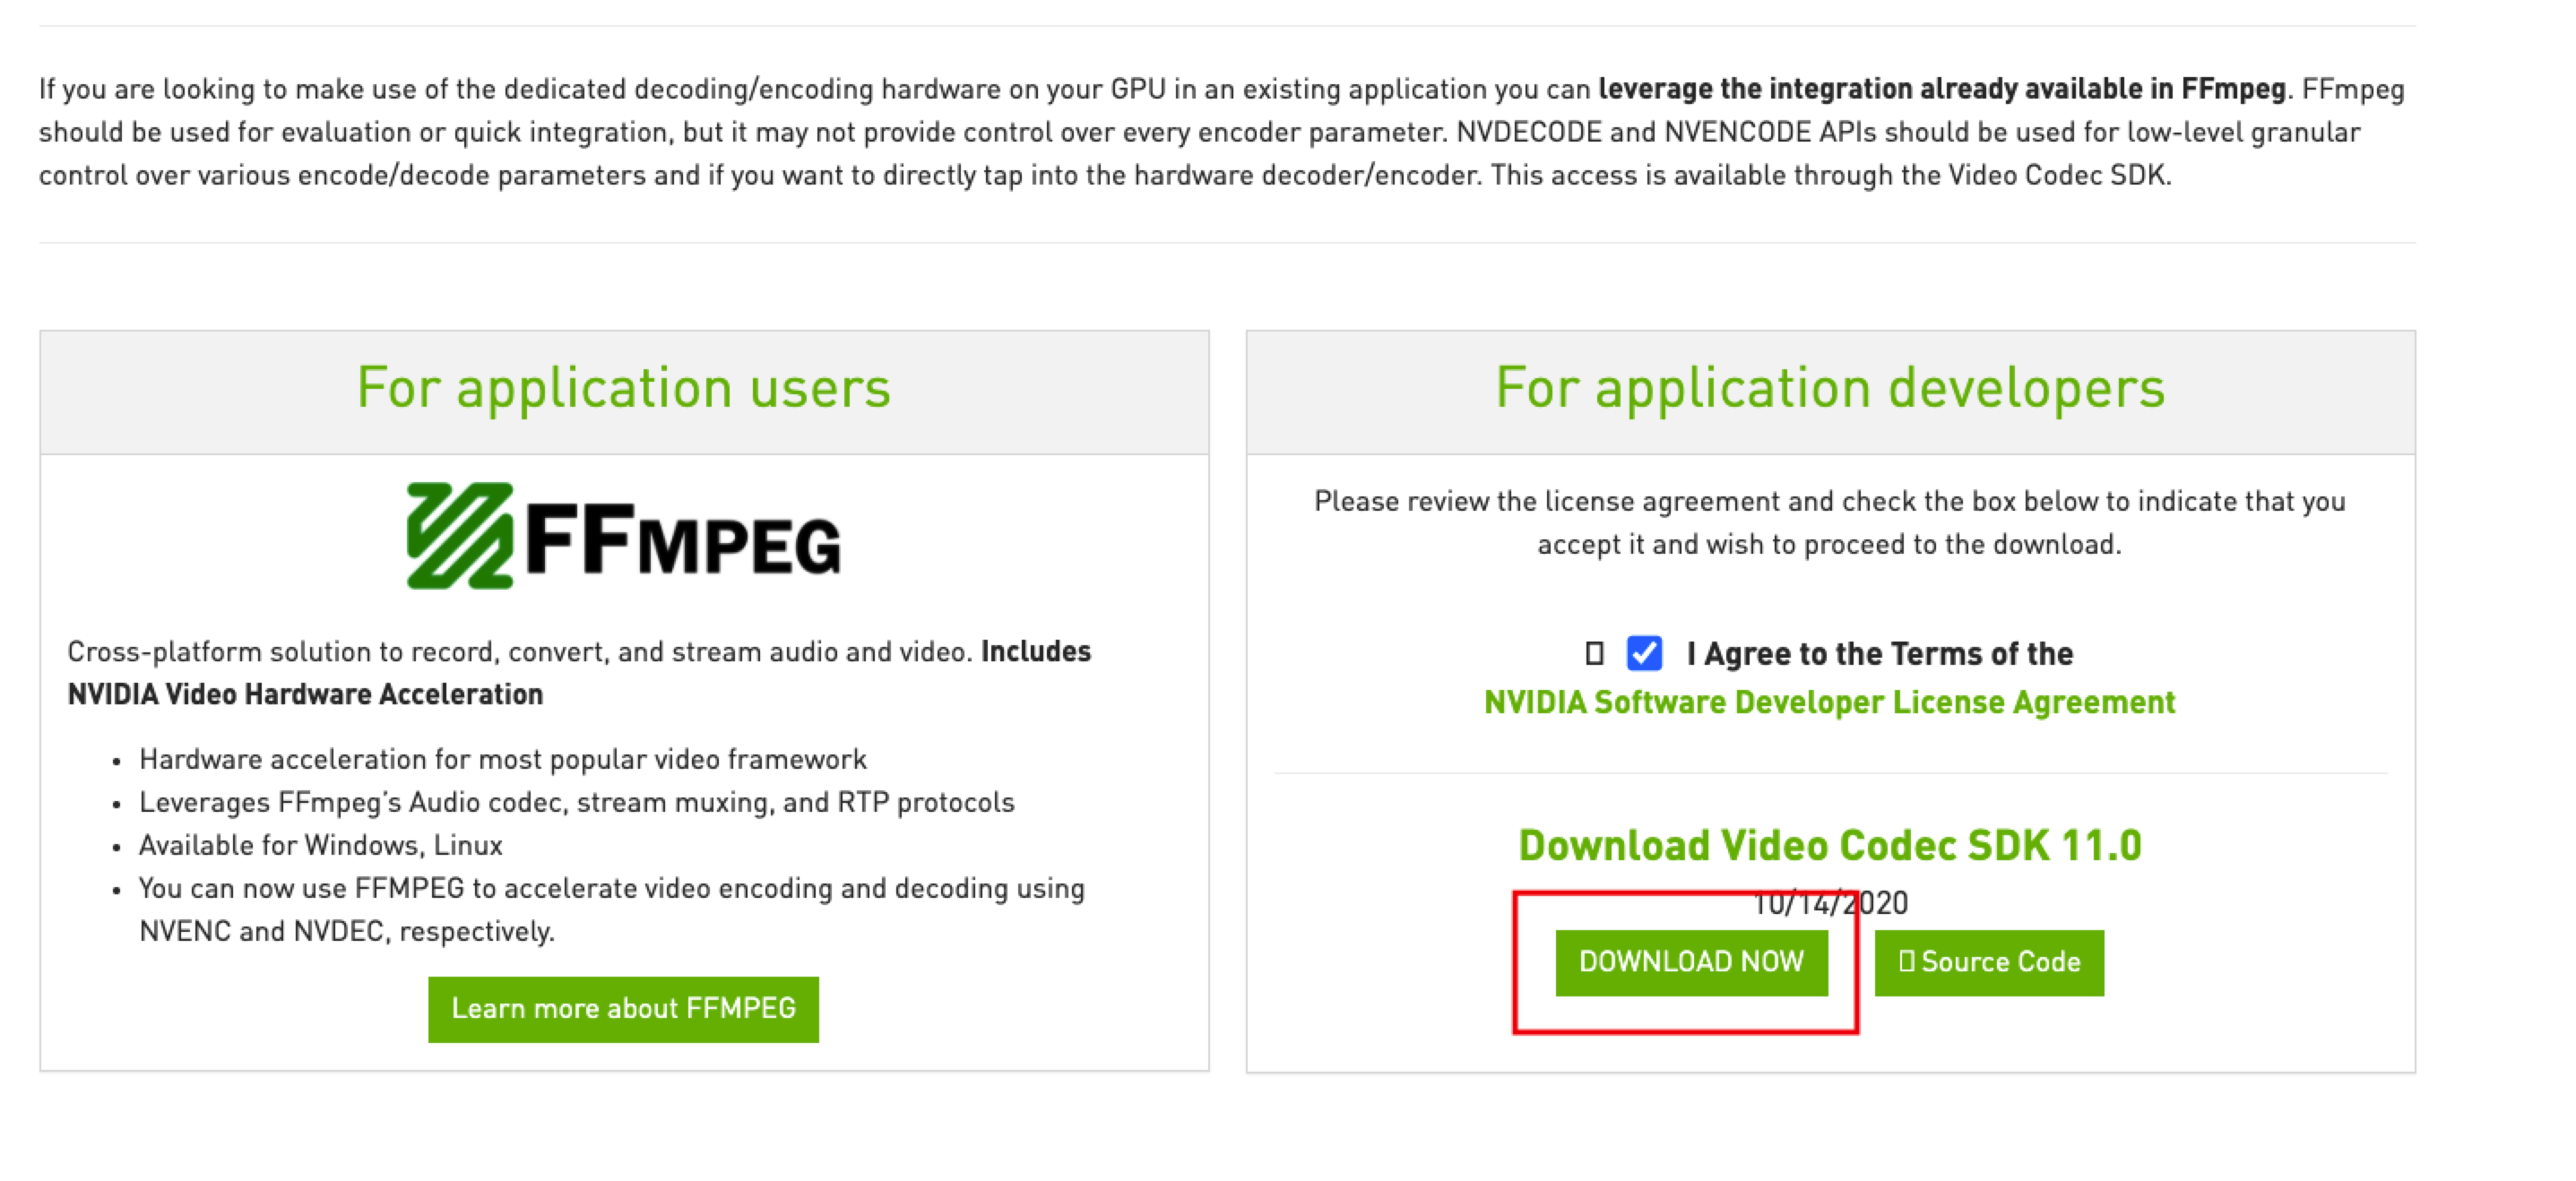 If you are looking to make use of the dedicated decoding/encoding hardware on your GPU in an existing application you can leverage the integration already available in FFmpeg. FFmpeg
should be used for evaluation or quick integration, but it may not provide control over every encoder parameter. NVDECODE and NVENCODE APIs should be used for low-level granular
control over various encode/decode parameters and if you want to directly tap into the hardware decoder/encoder. This access is available through the Video Codec SDK.
For application users
FFMPEG
Cross-platform solution to record, convert, and stream audio and video. Includes
NVIDIA Video Hardware Acceleration
• Hardware acceleration for most popular video framework
• Leverages FFmpeg's Audio codec, stream muxing, and RTP protocols
• Available for Windows, Linux
• You can now use FFMPEG to accelerate video encoding and decoding using
NVENC and NVDEC, respectively.
Learn more about FFMPEG
For application developers
Please review the license agreement and check the box below to indicate that you
accept it and wish to proceed to the download.
I Agree to the Terms of the
NVIDIA Software Developer License Agreement
Download Video Codec SDK 11.0
10/14/2020
DOWNLOAD NOW
Source Code